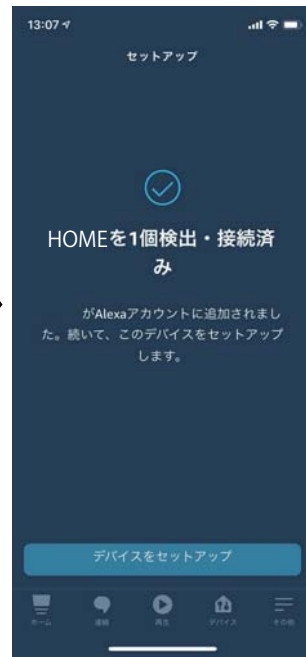 13:07
セットアップ
HOMEを1個検出・接続済
み
がAlexaアカウントに追加されまし
た。続いて、このデバイスをセットアップ
します。
デバイスをセットアップ
ホーム 連絡 再生 デバイス その他